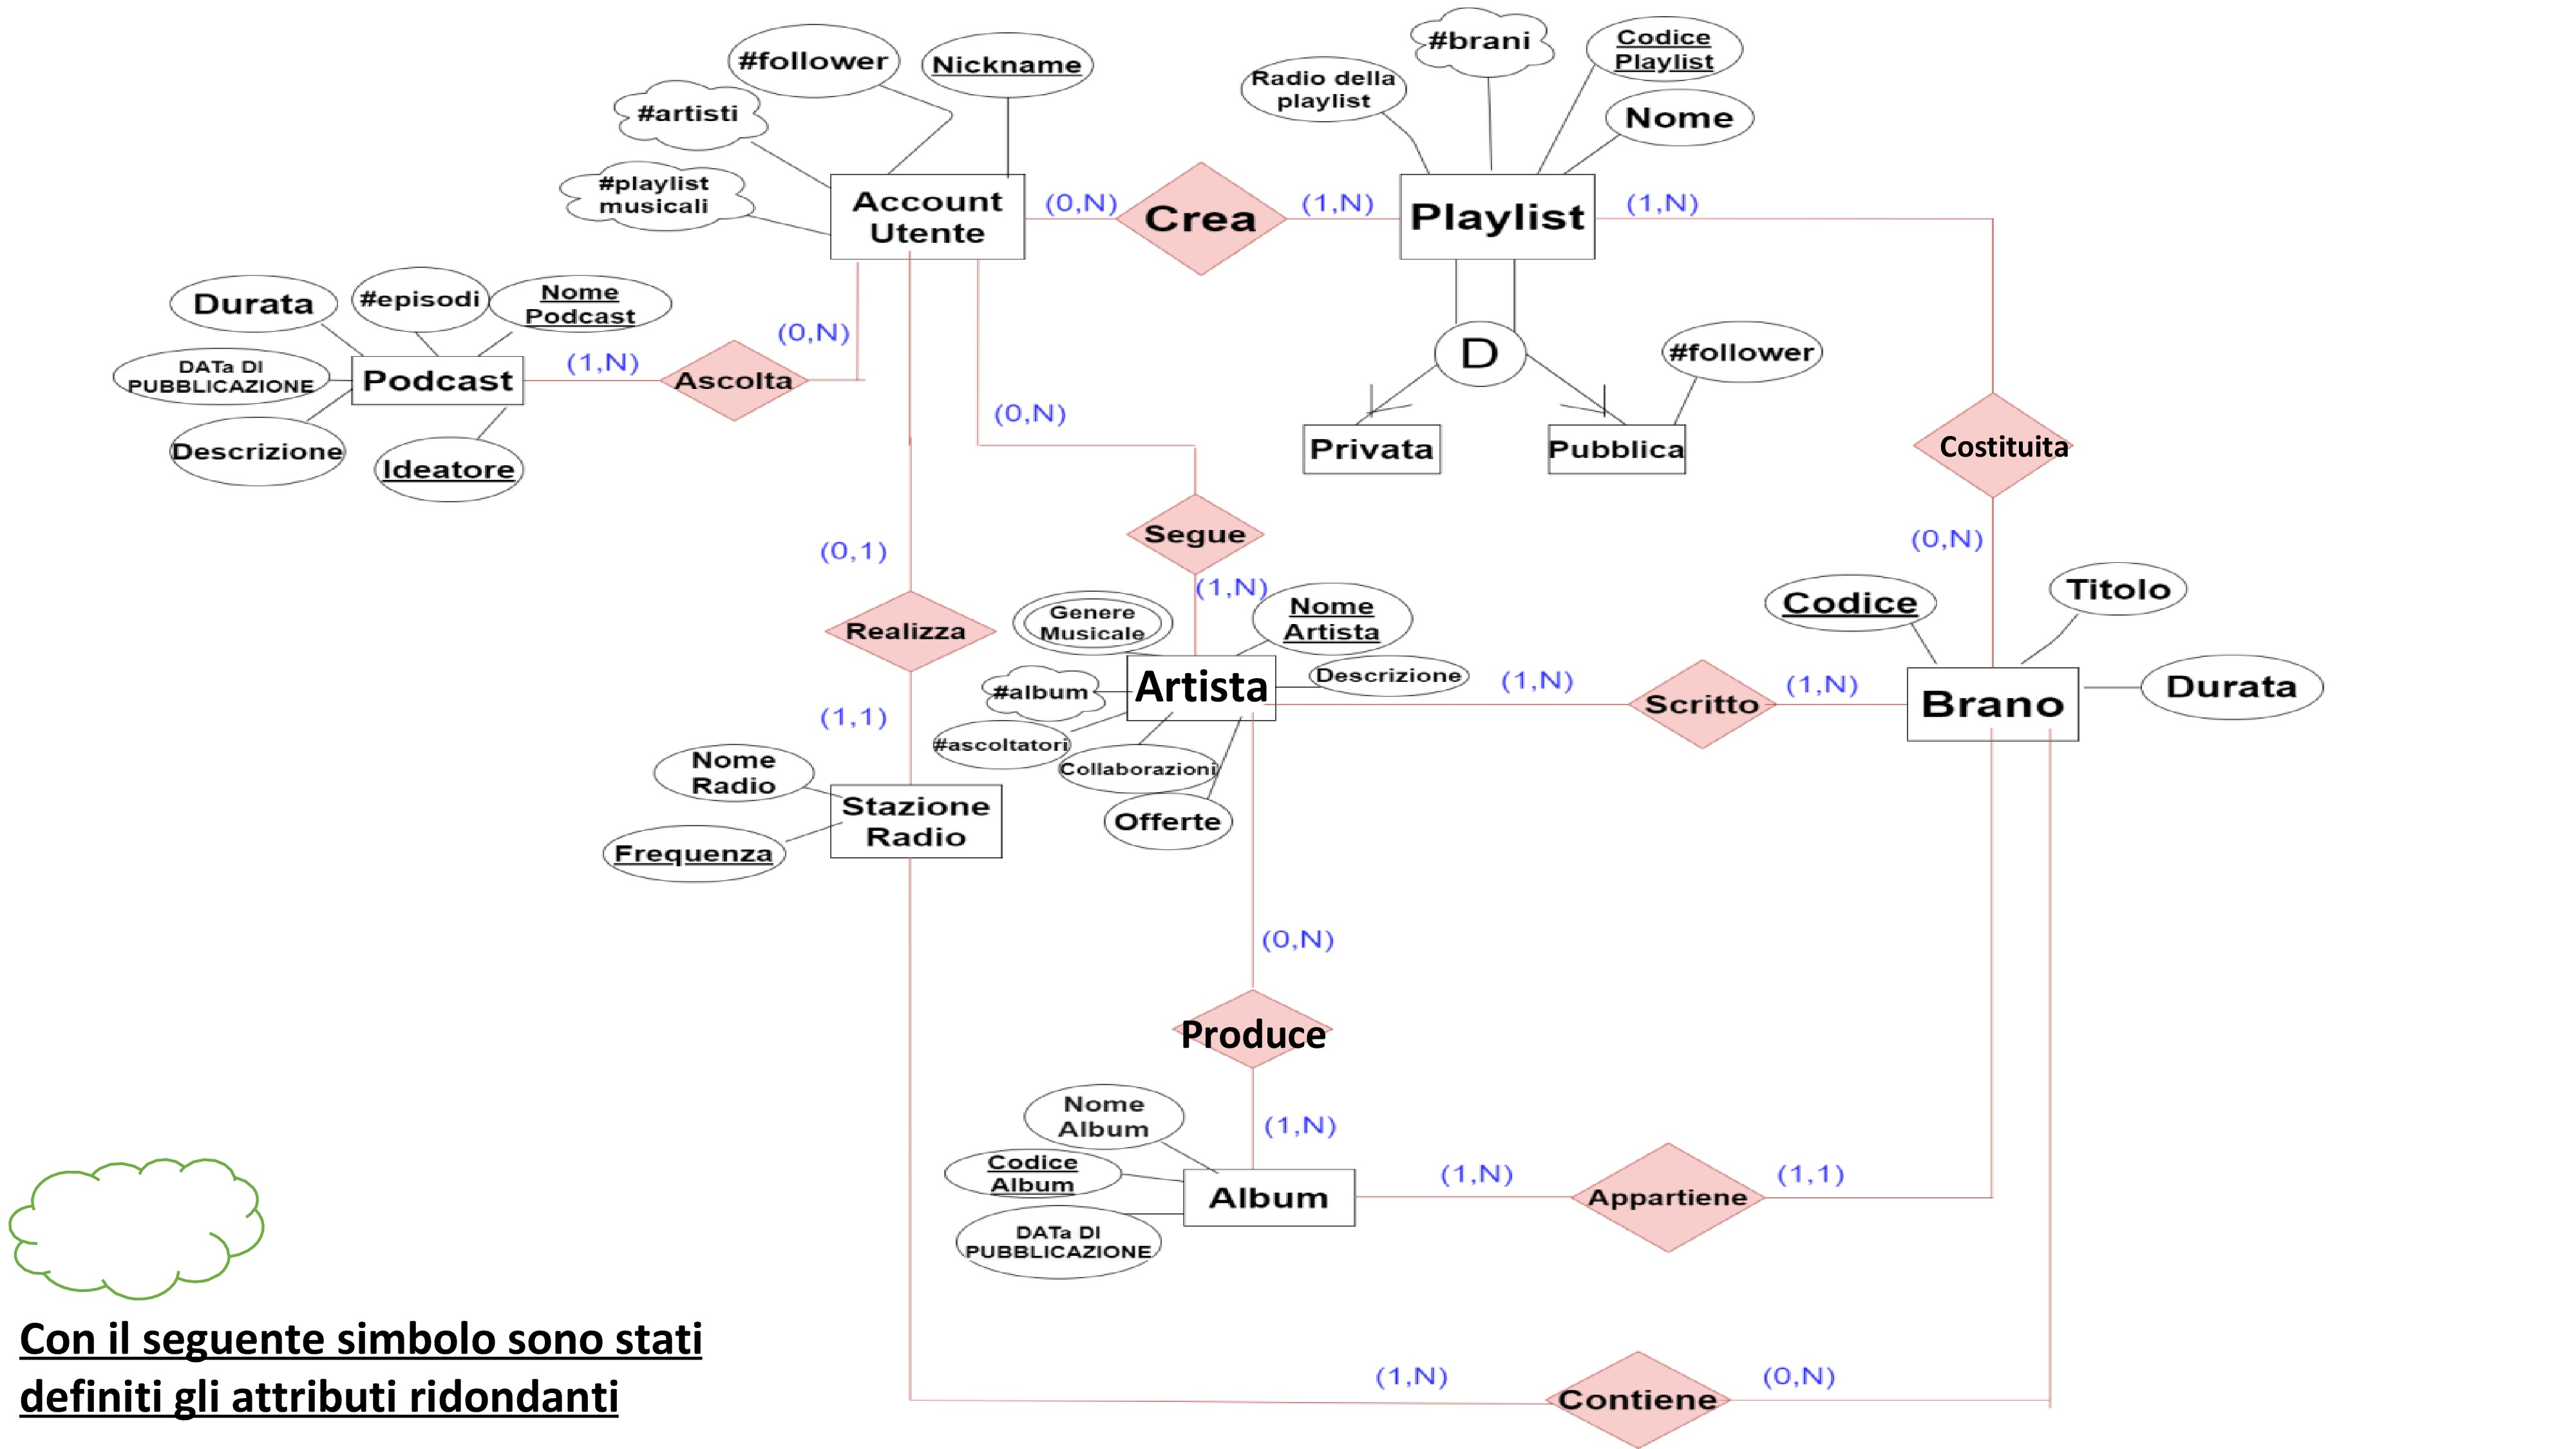 #brani
Codice
Playlist
#follower
Nickname
Radio della
playlist
#artisti
Nome
#playlist
musicali
Account
Utente
(0,N)
Crea
(1,N)
Playlist
(1,N)
Durata
#episodi
Nome
Podcast
(0,N)
DATa DI
PUBBLICAZIONE
Podcast
(1,N)
Ascolta
D
#follower
Descrizione
Ideatore
(0,N)
Privata
Pubblica
Costituita
(0,1)
Segue
(0,N)
(1,N)
Genere
Musicale
Nome
Artista
Codice
Titolo
Realizza
#album
Artista
Descrizione
(1,N)
Scritto
(1,N)
Brano
Durata
(1,1)
#ascoltatori
Collaborazioni
Offerte
Nome
Radio
Stazione
Radio
Frequenza
(0,N)
Produce
Nome
Album
(1,N)
Codice
Album
Album
(1,N)
Appartiene
(1,1)
DATa DI
PUBBLICAZIONE
Con il seguente simbolo sono stati
definiti gli attributi ridondanti
(1,N)
Contiene
(0,N)